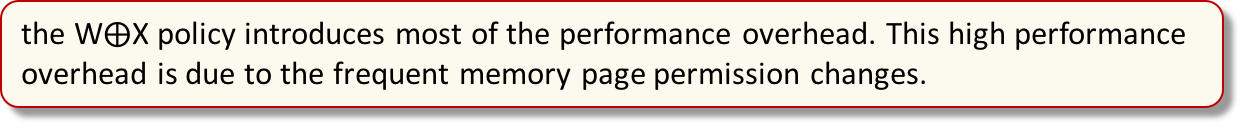 the W⊕X policy introduces most of the performance overhead. This high performance
overhead is due to the frequent memory page permission changes.